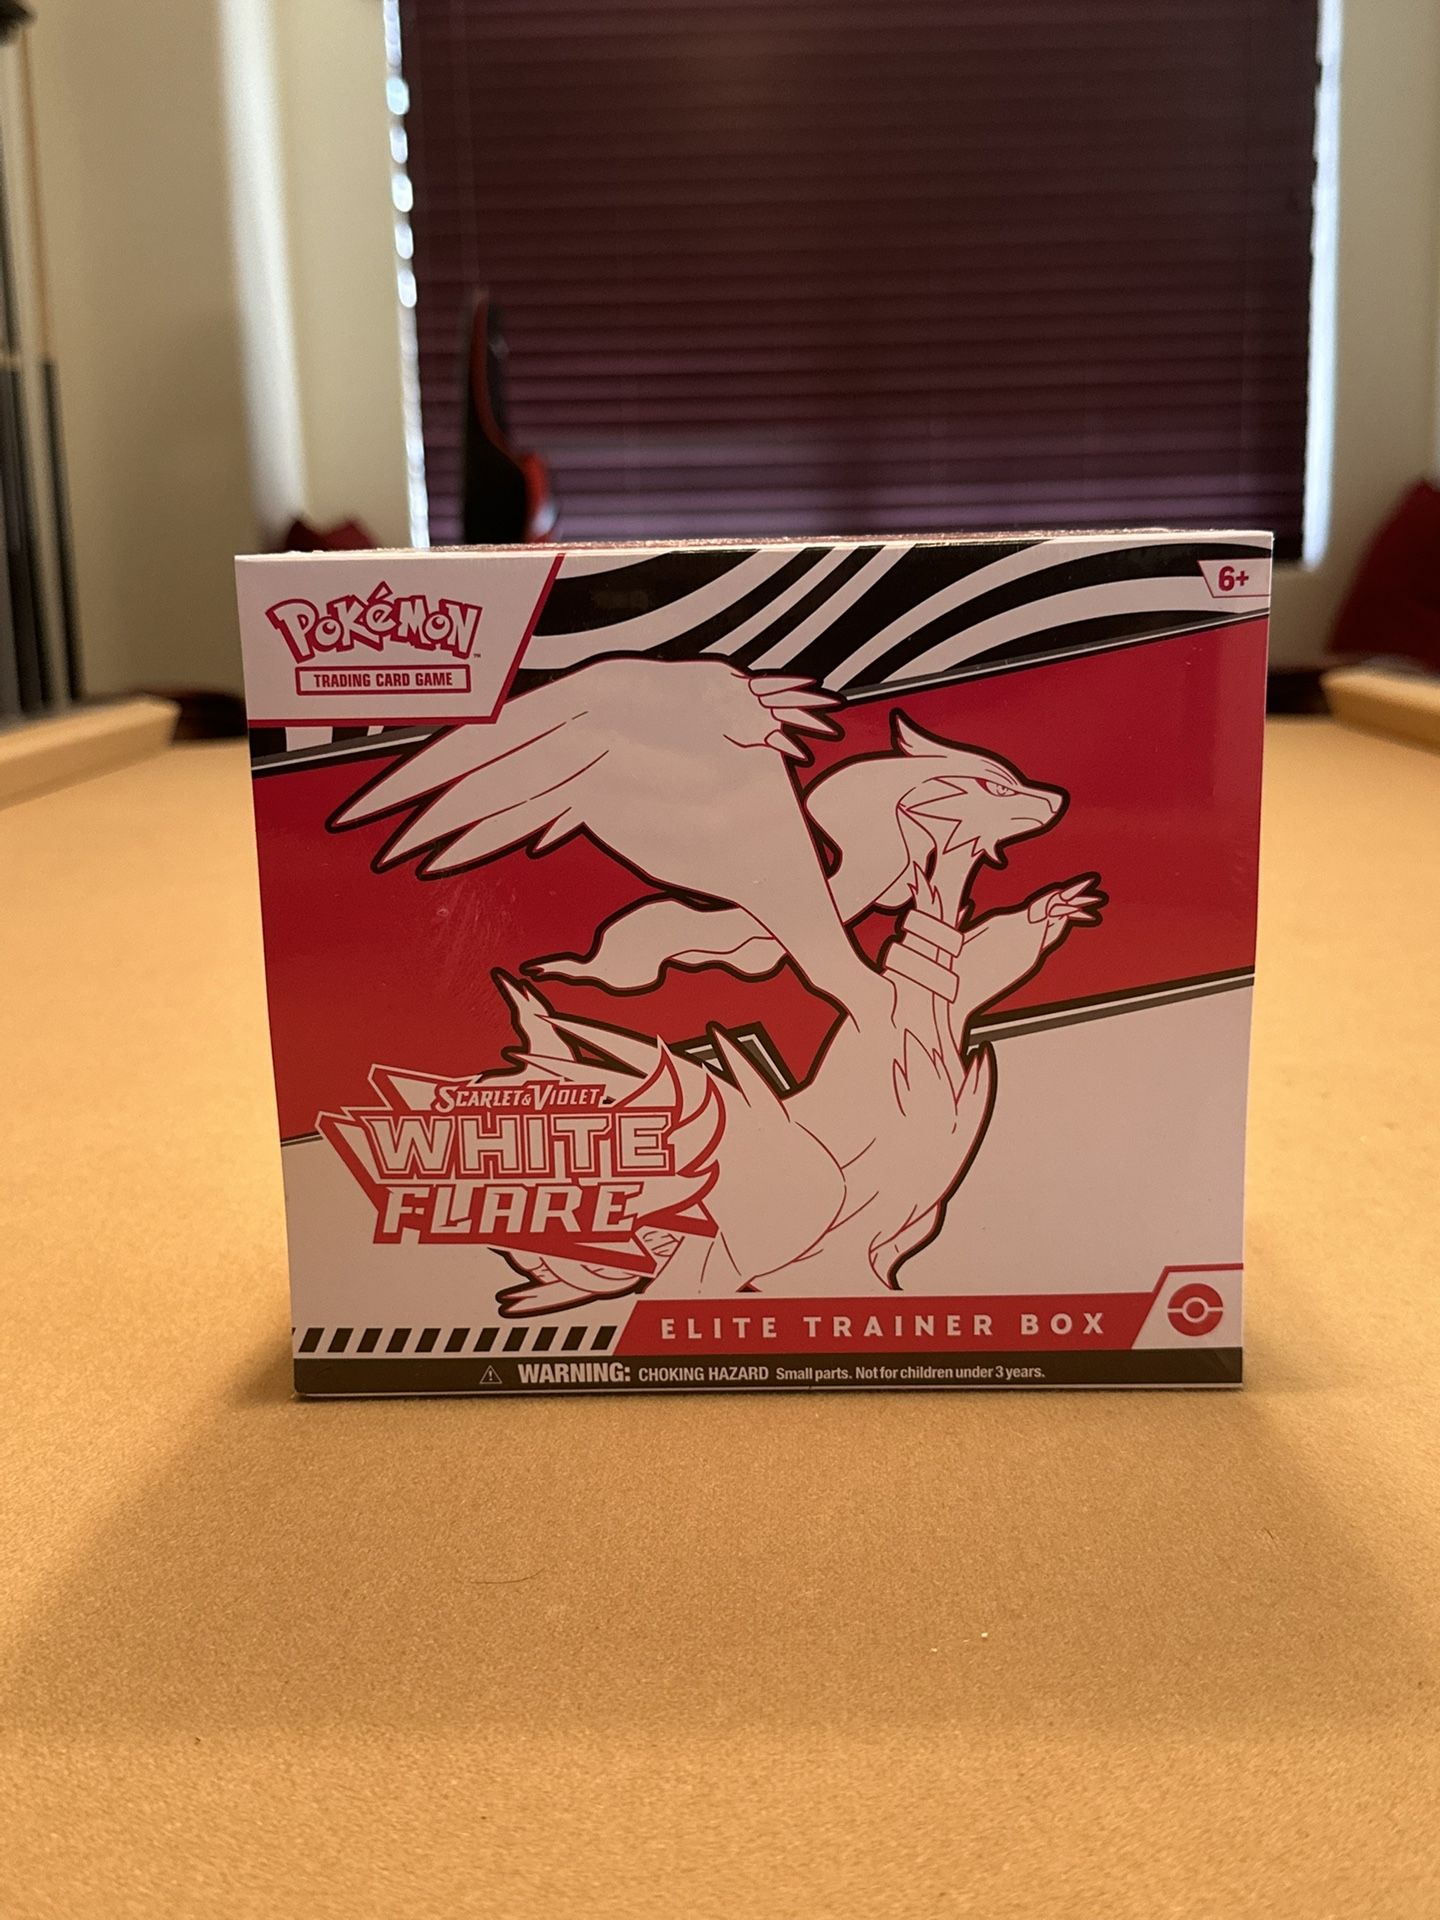 POKéMON™
TRADING CARD GAME
6+
SCARLET & VIOLET
WHITE
FLARE
ELITE TRAINER BOX
WARNING: CHOKING HAZARD Small parts. Not for children under 3 years.